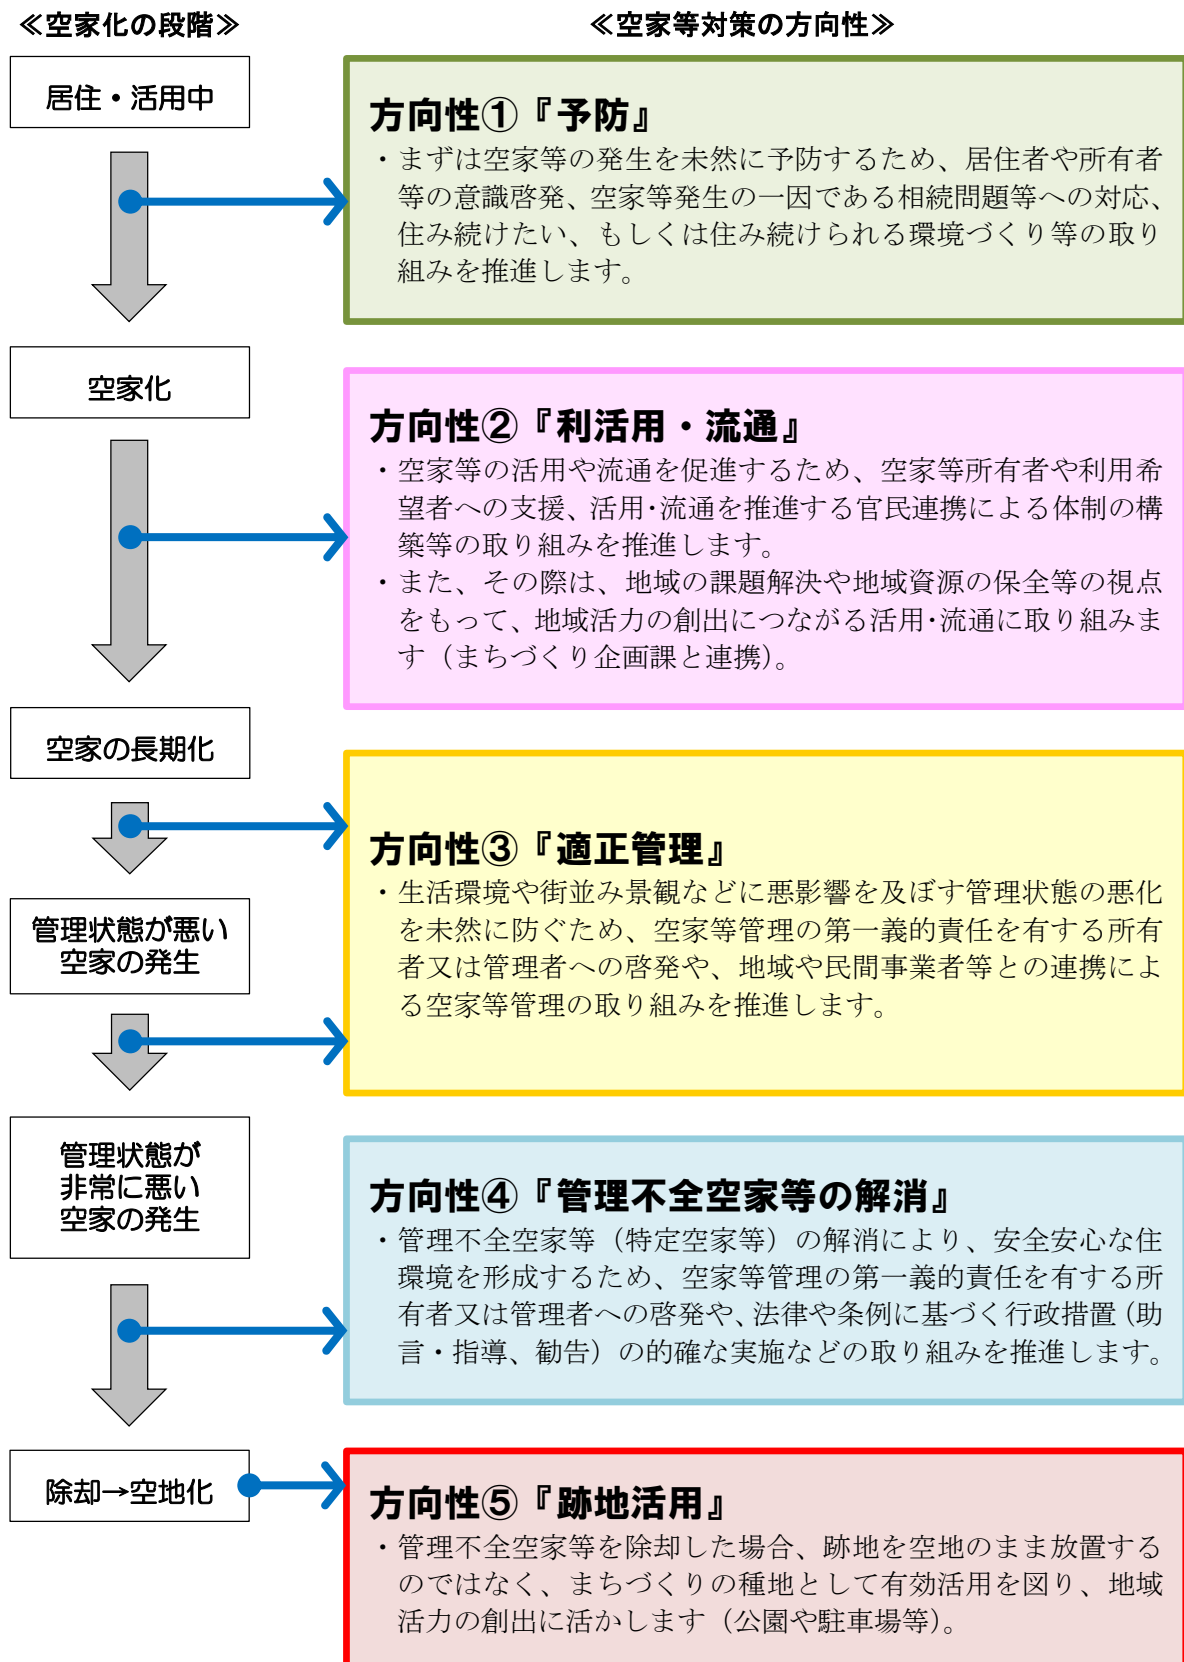 ≪空家化の段階≫
≪空家等対策の方向性≫
居住・活用中
方向性①『予防』
・まずは空家等の発生を未然に予防するため、居住者や所有者
等の意識啓発、空家等発生の一因である相続問題等への対応、
住み続けたい、もしくは住み続けられる環境づくり等の取り
組みを推進します。
空家化
方向性②『利活用・流通』
・空家等の活用や流通を促進するため、空家等所有者や利用希
望者への支援、活用・流通を推進する官民連携による体制の構
築等の取り組みを推進します。
・また、その際は、地域の課題解決や地域資源の保全等の視点
をもって、地域活力の創出につながる活用・流通に取り組みま
す（まちづくり企画課と連携）。
空家の長期化
方向性③『適正管理』
・生活環境や街並み景観などに悪影響を及ぼす管理状態の悪化
を未然に防ぐため、空家等管理の第一義的責任を有する所有
者又は管理者への啓発や、地域や民間事業者等との連携によ
る空家等管理の取り組みを推進します。
管理状態が悪い
空家の発生
管理状態が
非常に悪い
空家の発生
方向性④『管理不全空家等の解消』
・管理不全空家等（特定空家等）の解消により、安全安心な住
環境を形成するため、空家等管理の第一義的責任を有する所
有者又は管理者への啓発や、法律や条例に基づく行政措置（助
言・指導、勧告）の的確な実施などの取り組みを推進します。
除却→空地化
方向性⑤『跡地活用』
・管理不全空家等を除却した場合、跡地を空地のまま放置する
のではなく、まちづくりの種地として有効活用を図り、地域
活力の創出に活かします（公園や駐車場等）。